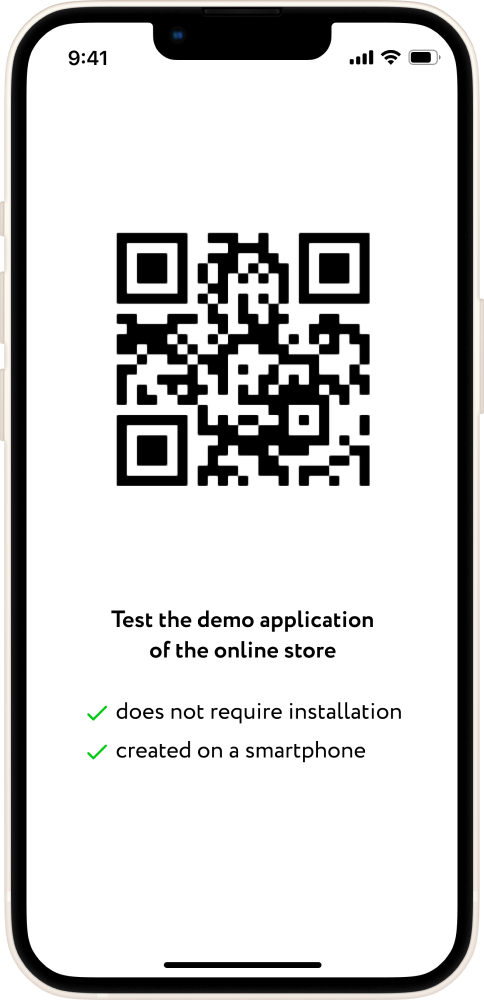 9:41
Test the demo application
of the online store
does not require installation
created on a smartphone